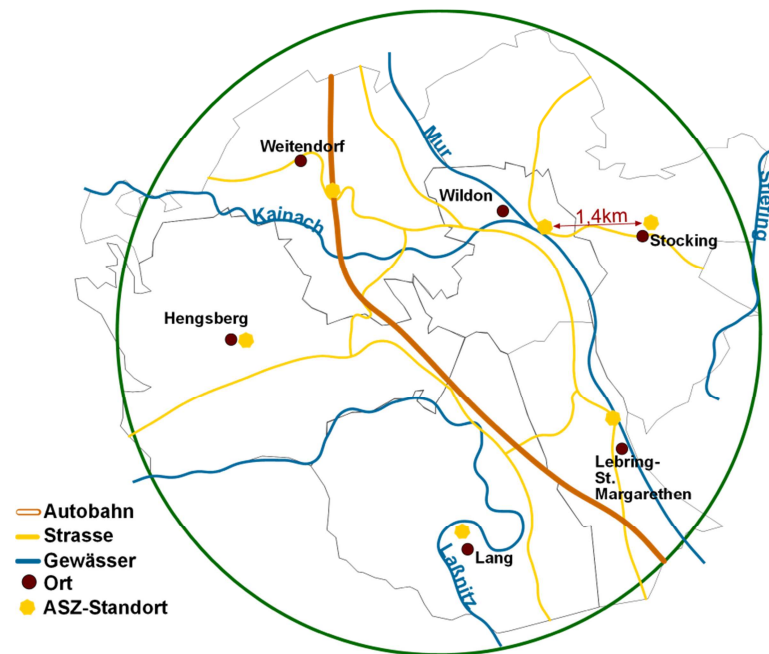 Mur
Weitendorf
Wildon
Kainach
1,4km
Stocking
Stiefing
Hengsberg
Lebring-
St.
Margarethen
Lang
Laßnitz
Autobahn
Strasse
Gewässer
Ort
ASZ-Standort